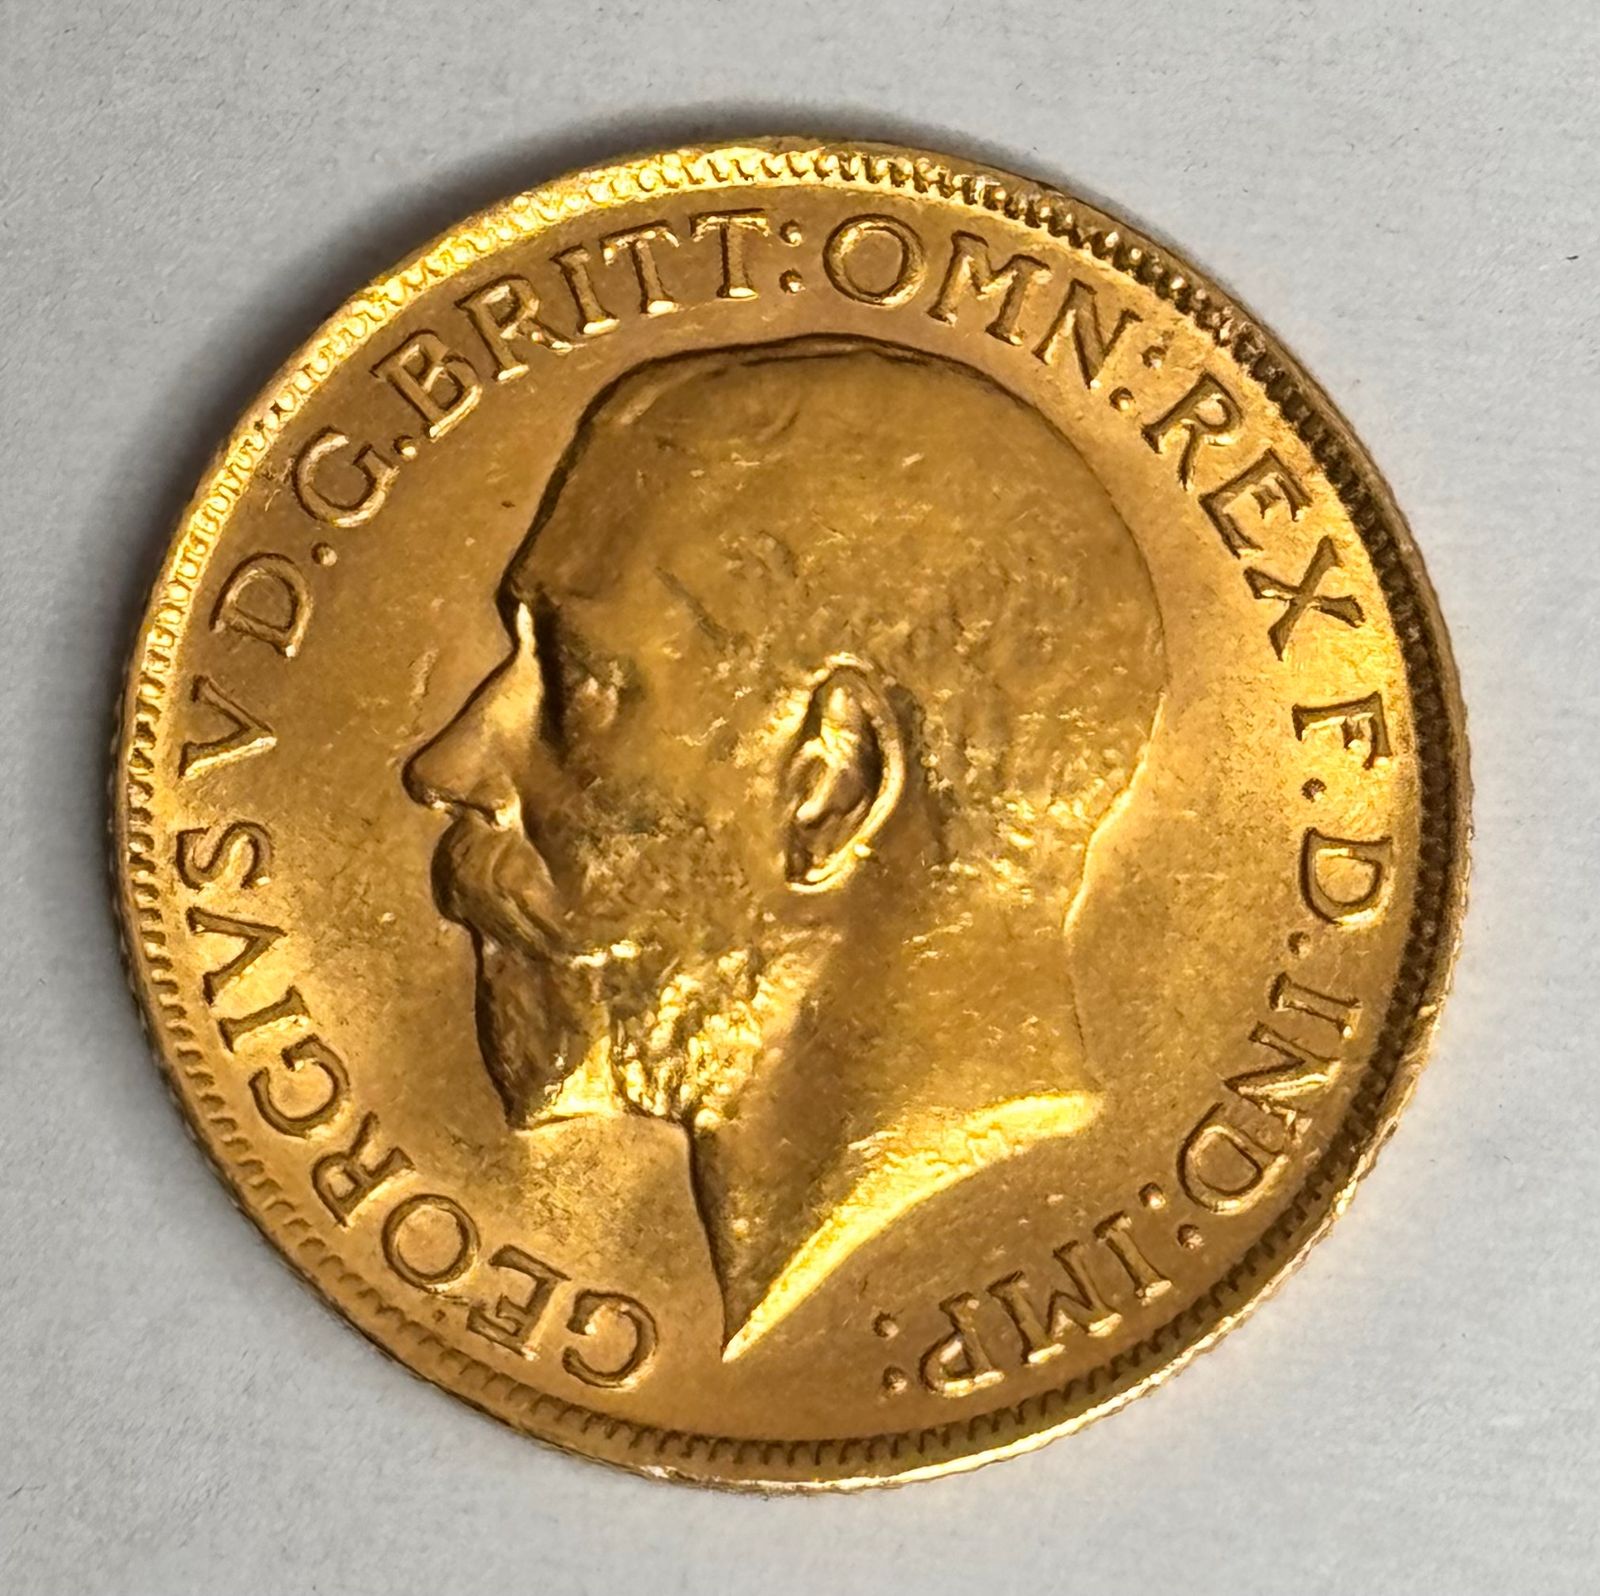 GEORGIVS V D.G.BRITT:OMN:REX F.D.IND:IMP: